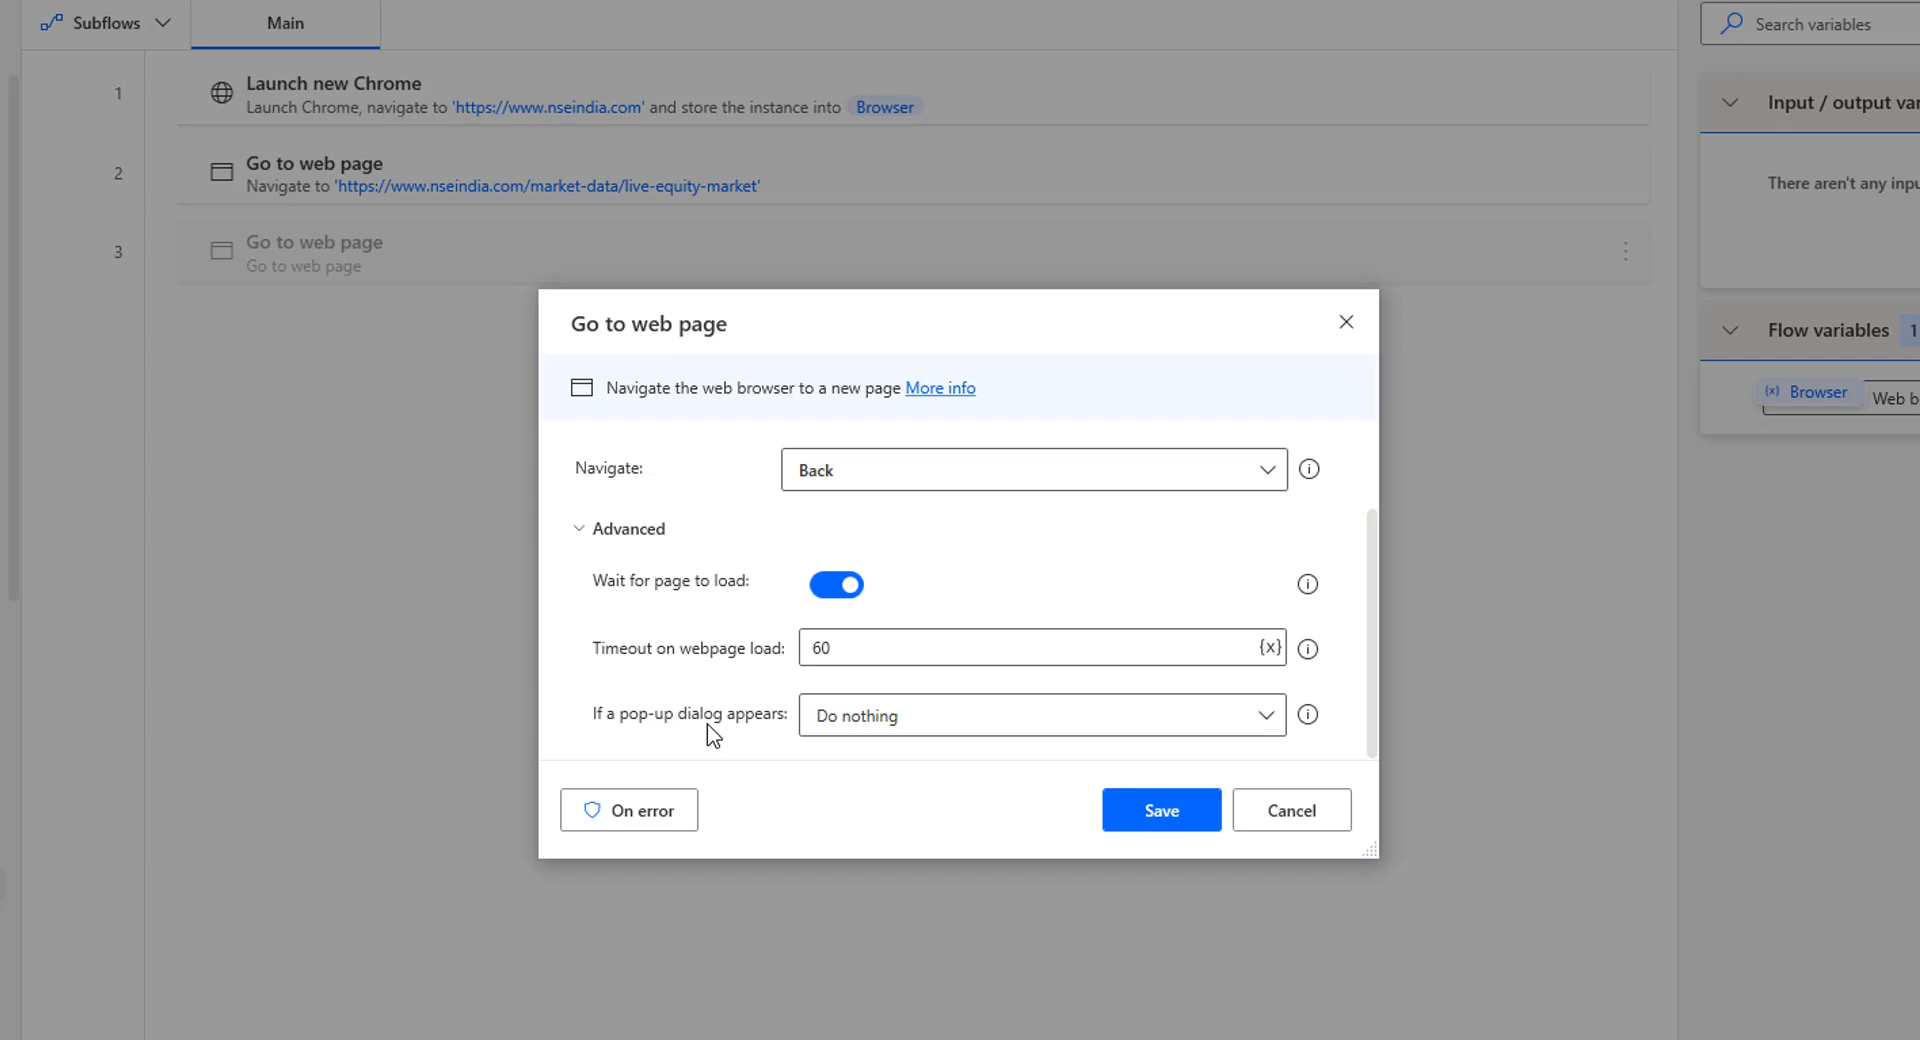 Subflows
Main
Search variables
1
Launch new Chrome
Launch Chrome, navigate to 'https://www.nseindia.com' and store the instance into Browser
2
Go to web page
Navigate to 'https://www.nseindia.com/market-data/live-equity-market'
3
Go to web page
Go to web page
Input / output var
There aren't any inpu
Flow variables 1
{x} Browser Web b
Go to web page
Navigate the web browser to a new page More info
Navigate: Back
Advanced
Wait for page to load:
Timeout on webpage load: 60 {x}
If a pop-up dialog appears: Do nothing
On error
Save
Cancel